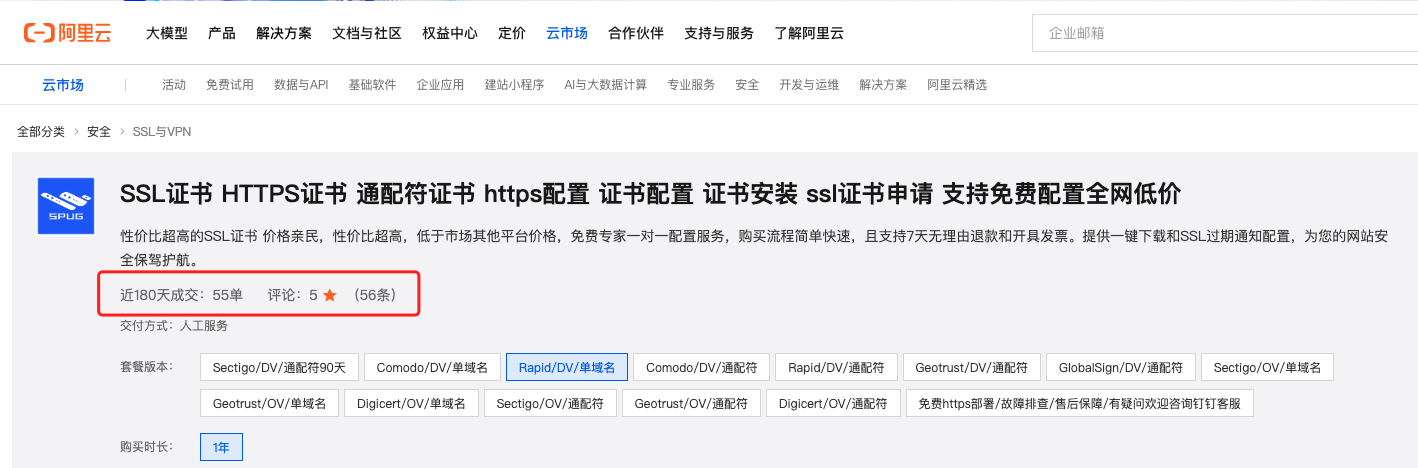 阿里云 大模型 产品 解决方案 文档与社区 权益中心 定价 云市场 合作伙伴 支持与服务 了解阿里云 企业邮箱
云市场 活动 免费试用 数据与API 基础软件 企业应用 建站小程序 AI与大数据计算 专业服务 安全 开发与运维 解决方案 阿里云精选
全部分类 > 安全 > SSL与VPN
SPUG
SSL证书 HTTPS证书 通配符证书 https配置 证书配置 证书安装 ssl证书申请 支持免费配置全网低价
性价比超高的SSL证书 价格亲民，性价比超高，低于市场其他平台价格，免费专家一对一配置服务，购买流程简单快速，且支持7天无理由退款和开具发票。提供一键下载和SSL过期通知配置，为您的网站安
全保驾护航。
近180天成交：55单 评论：5 ★ （56条）
交付方式：人工服务
套餐版本： Sectigo/DV/通配符90天 Comodo/DV/单域名 Rapid/DV/单域名 Comodo/DV/通配符 Rapid/DV/通配符 Geotrust/DV/通配符 GlobalSign/DV/通配符 Sectigo/OV/单域名
Geotrust/OV/单域名 Digicert/OV/单域名 Sectigo/OV/通配符 Geotrust/OV/通配符 Digicert/OV/通配符 免费https部署/故障排查/售后保障/有疑问欢迎咨询钉钉客服
购买时长： 1年